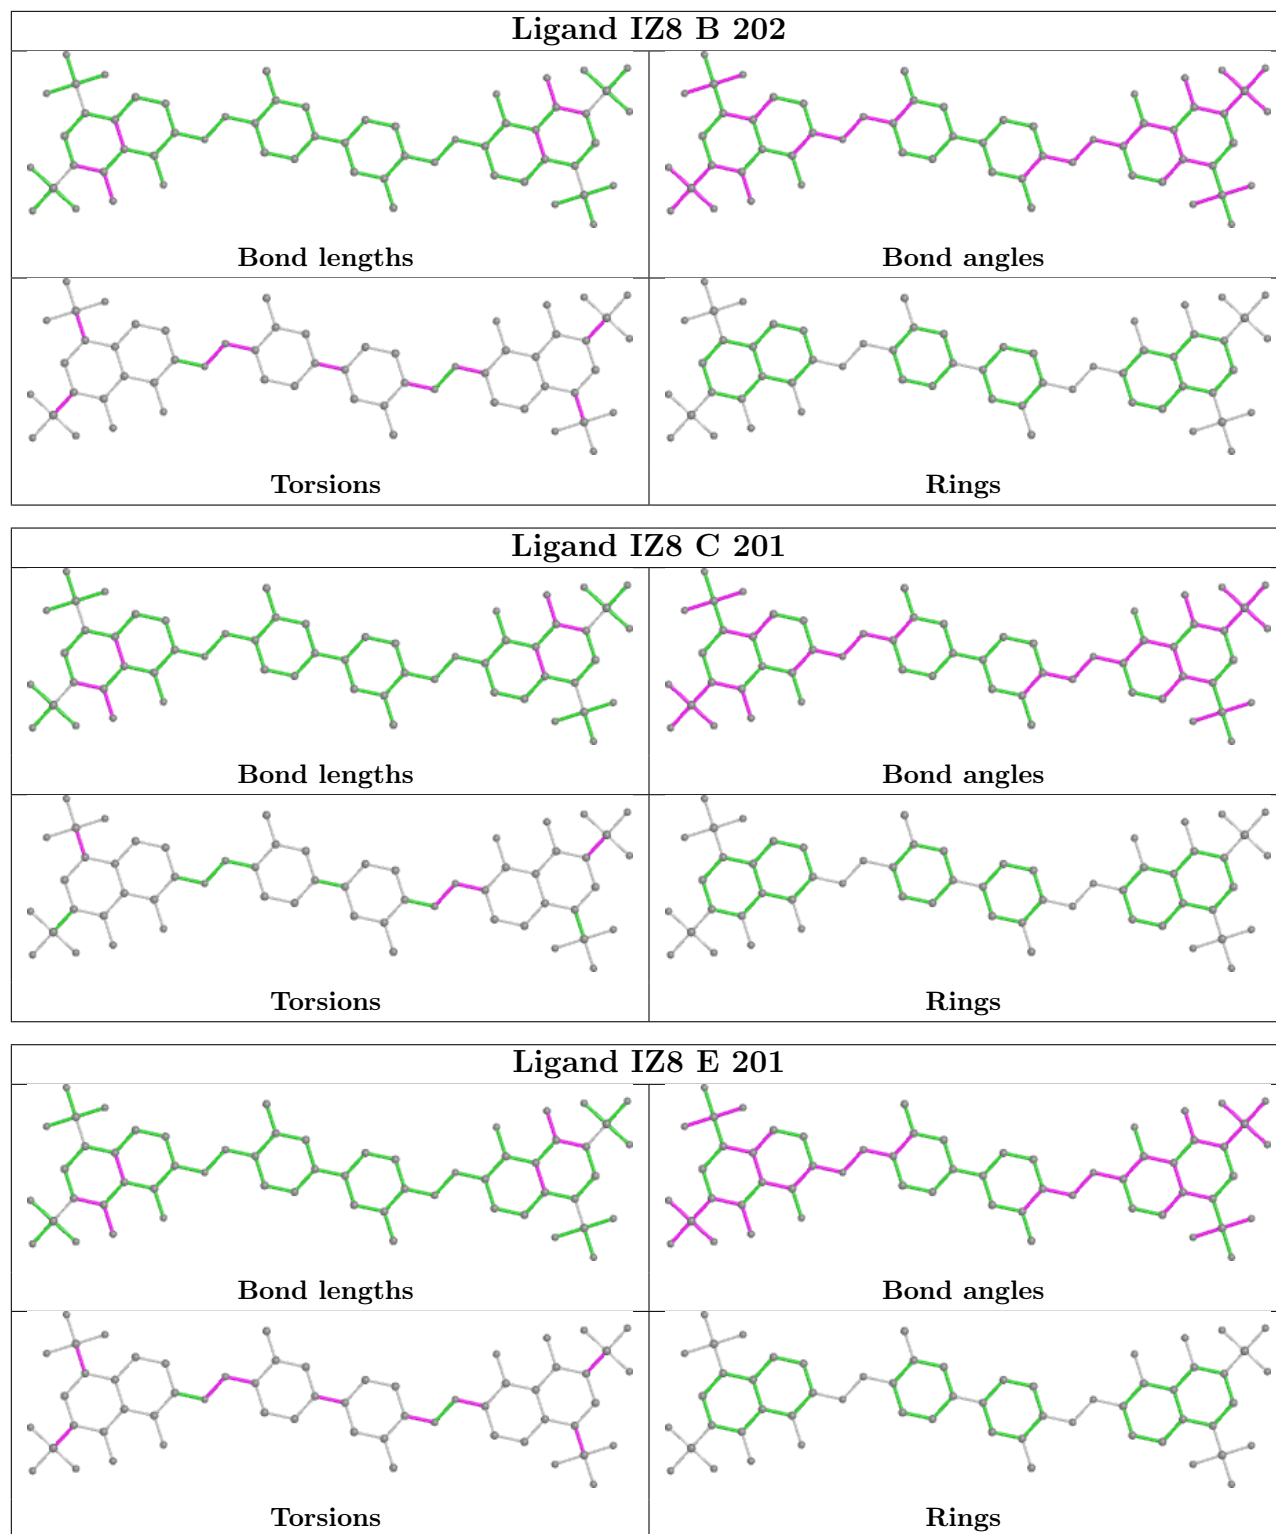 Ligand IZ8 B 202
Bond lengths
Bond angles
Torsions
Rings
Ligand IZ8 C 201
Bond lengths
Bond angles
Torsions
Rings
Ligand IZ8 E 201
Bond lengths
Bond angles
Torsions
Rings